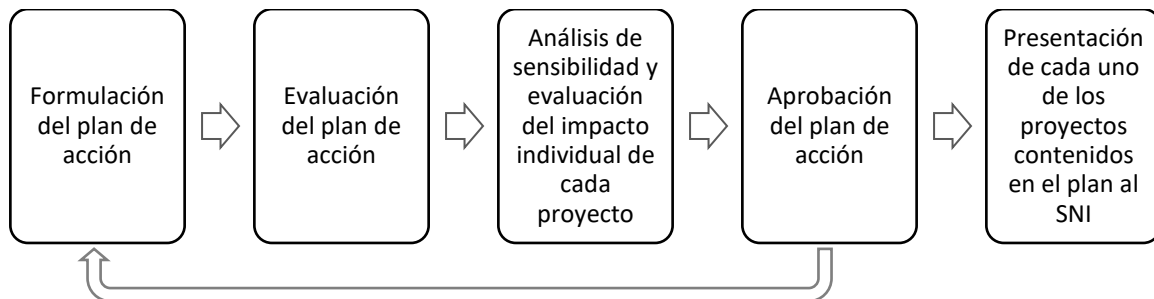 Formulación
del plan de
acción
Evaluación
del plan de
acción
Análisis de
sensibilidad y
evaluación
del impacto
individual de
cada
proyecto
Aprobación
del plan de
acción
Presentación
de cada uno
de los
proyectos
contenidos
en el plan al
SNI